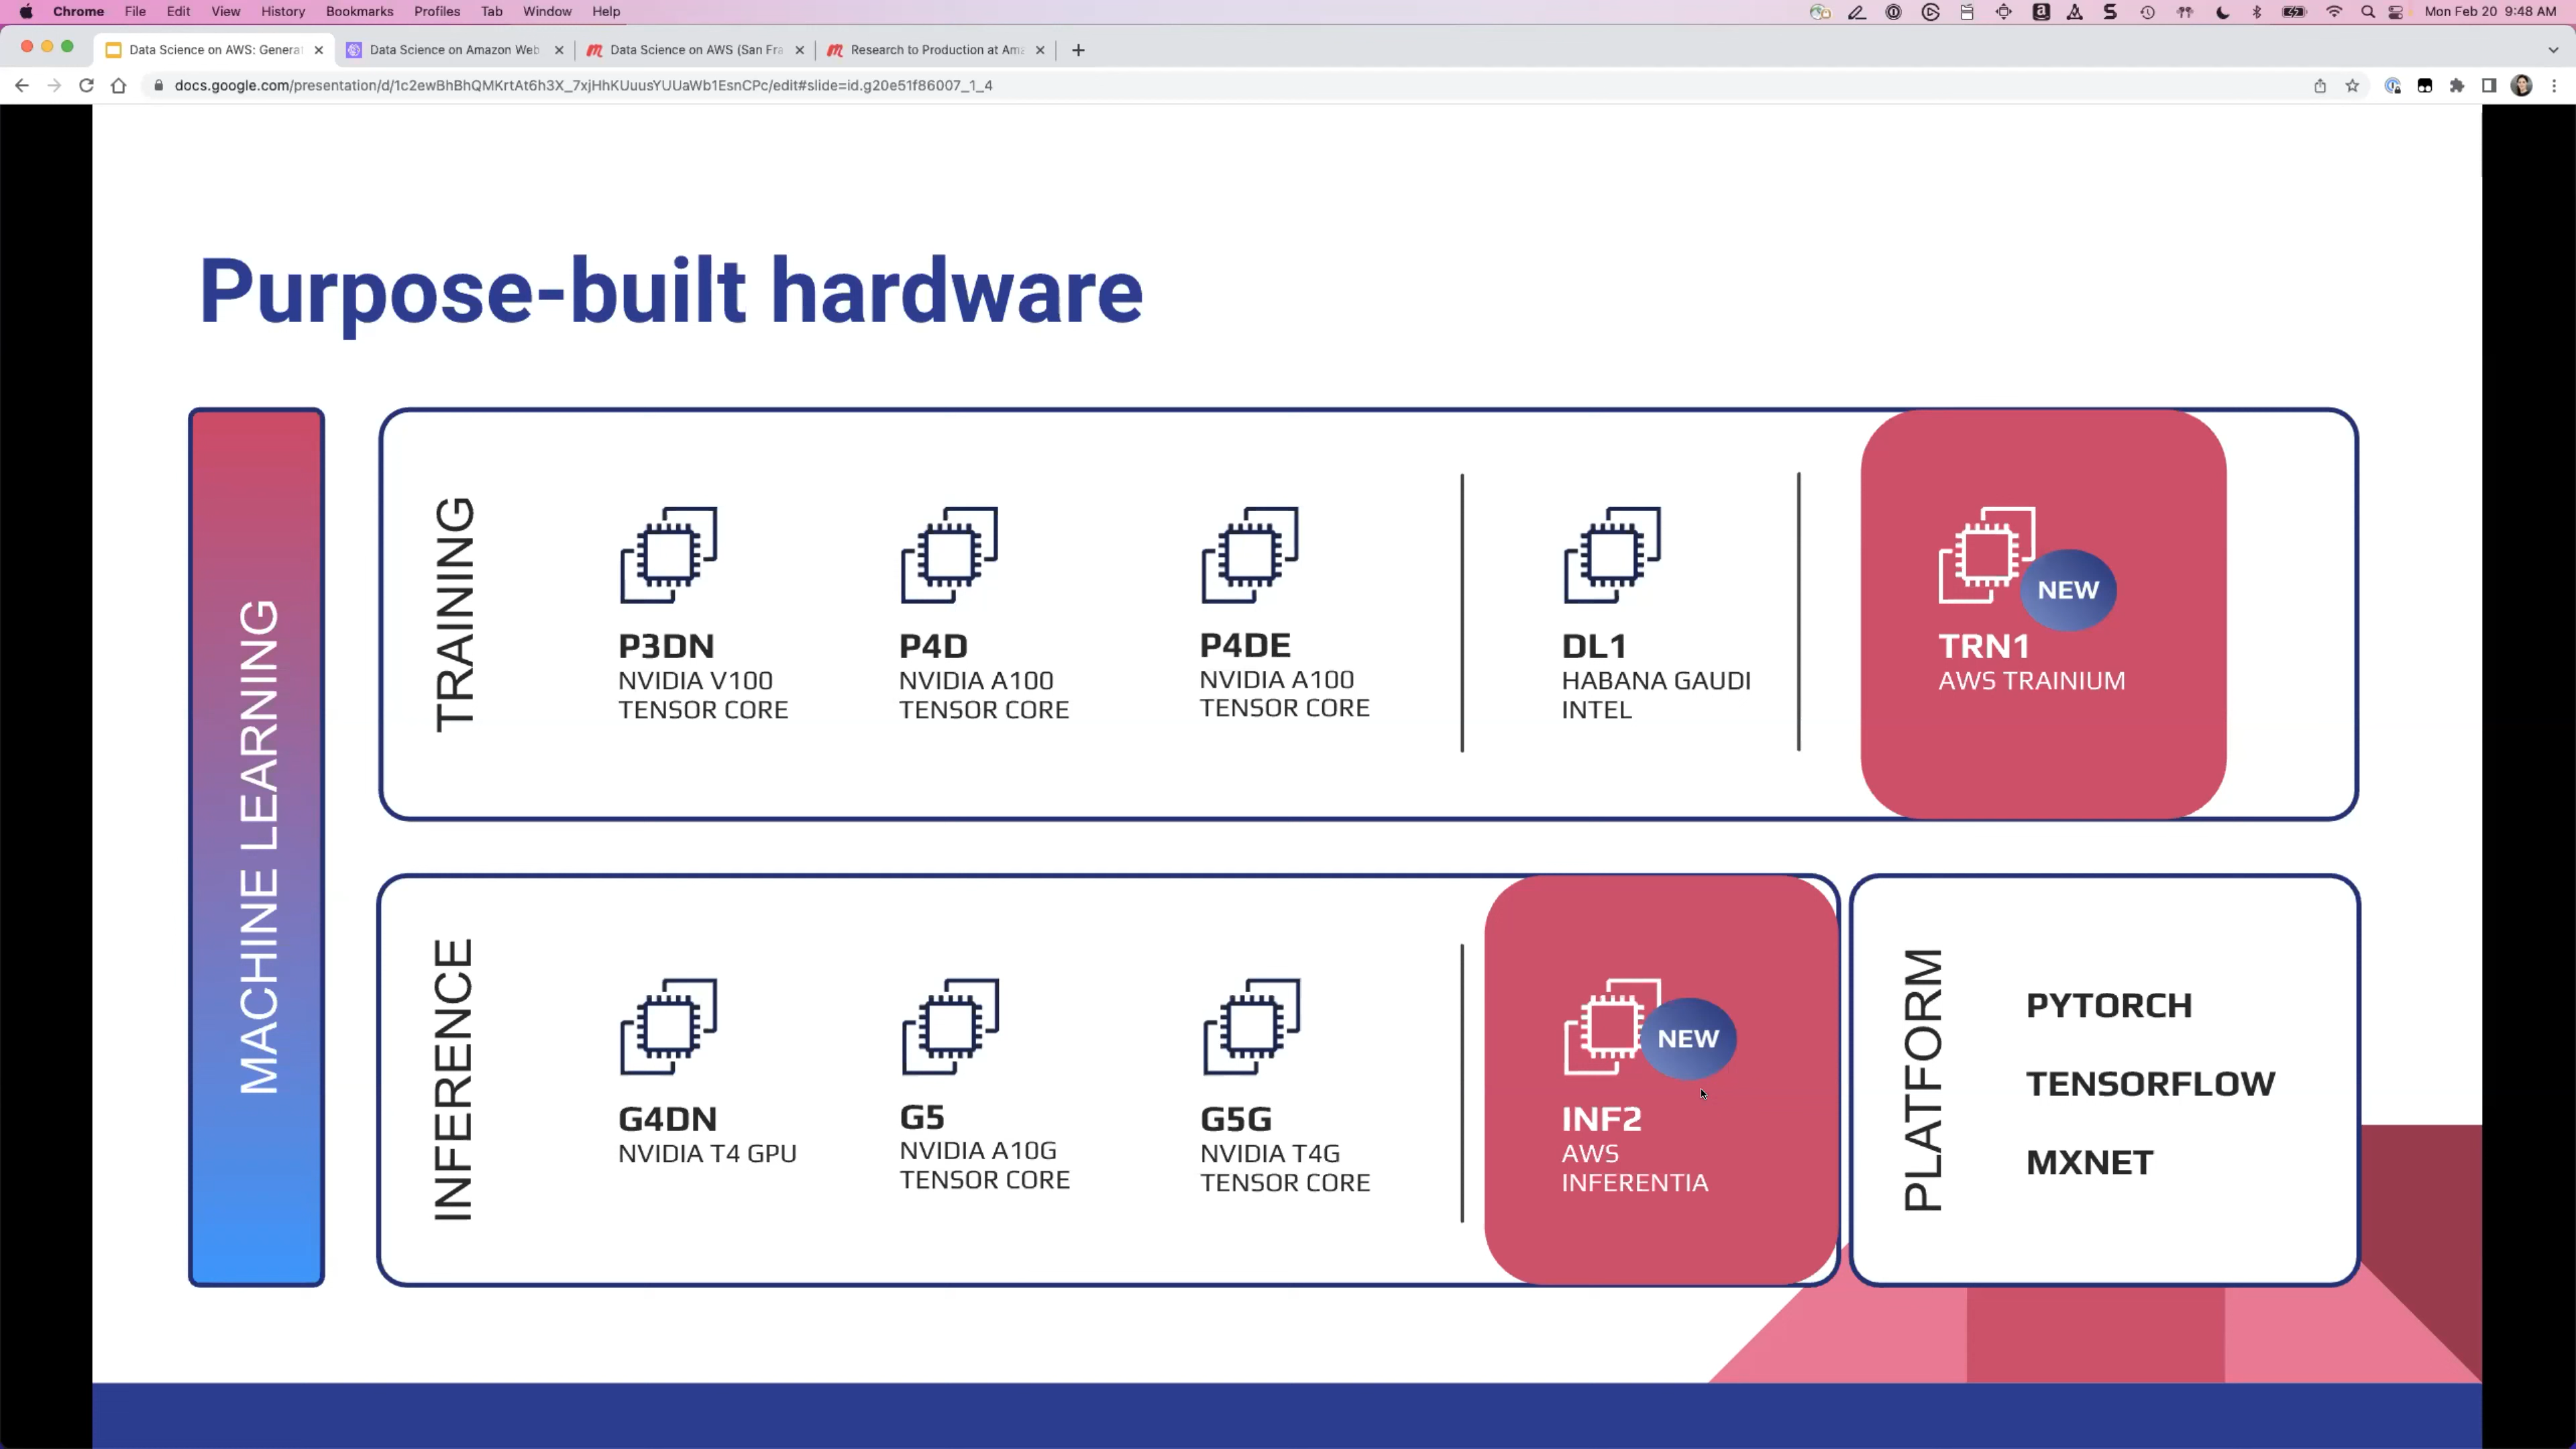 Chrome File Edit View History Bookmarks Profiles Tab Window Help
Mon Feb 20 9:48 AM
Data Science on AWS: Genera
Data Science on Amazon Web
Data Science on AWS (San Fra
Research to Production at Ama
docs.google.com/presentation/d/1c2ewBhBhQMKrtAt6h3X_7xjHhKUuusYUUaWb1EsnCPc/edit#slide=id.g20e51f86007_1_4
Purpose-built hardware
MACHINE LEARNING
TRAINING
P3DN
NVIDIA V100
TENSOR CORE
P4D
NVIDIA A100
TENSOR CORE
P4DE
NVIDIA A100
TENSOR CORE
DL1
HABANA GAUDI
INTEL
NEW
TRN1
AWS TRAINIUM
INFERENCE
G4DN
NVIDIA T4 GPU
G5
NVIDIA A10G
TENSOR CORE
G5G
NVIDIA T4G
TENSOR CORE
NEW
INF2
AWS
INFERENTIA
PLATFORM
PYTORCH
TENSORFLOW
MXNET